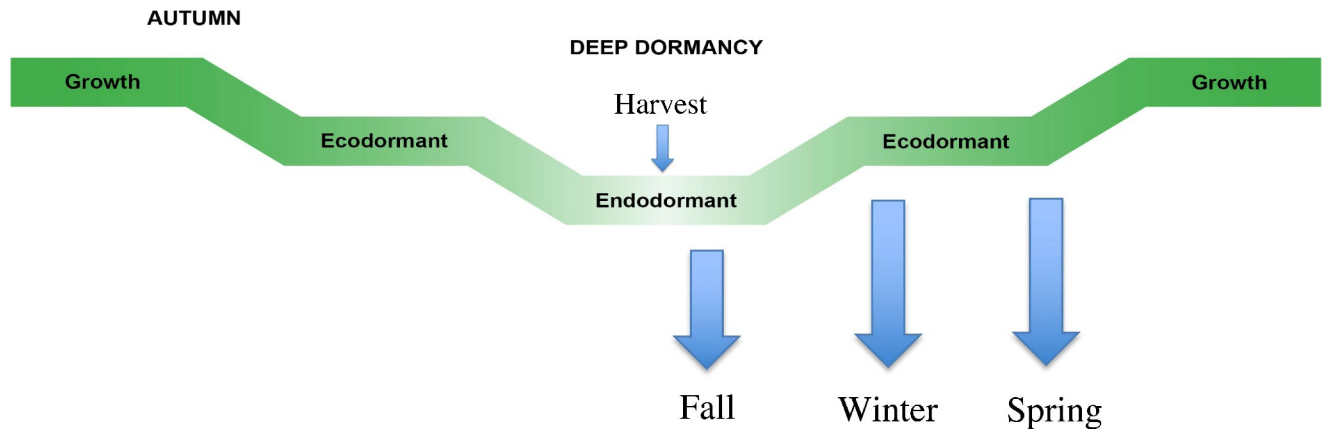 AUTUMN
DEEP DORMANCY
Growth
Growth
Harvest
Ecodormant
Ecodormant
Endodormant
Fall
Winter
Spring